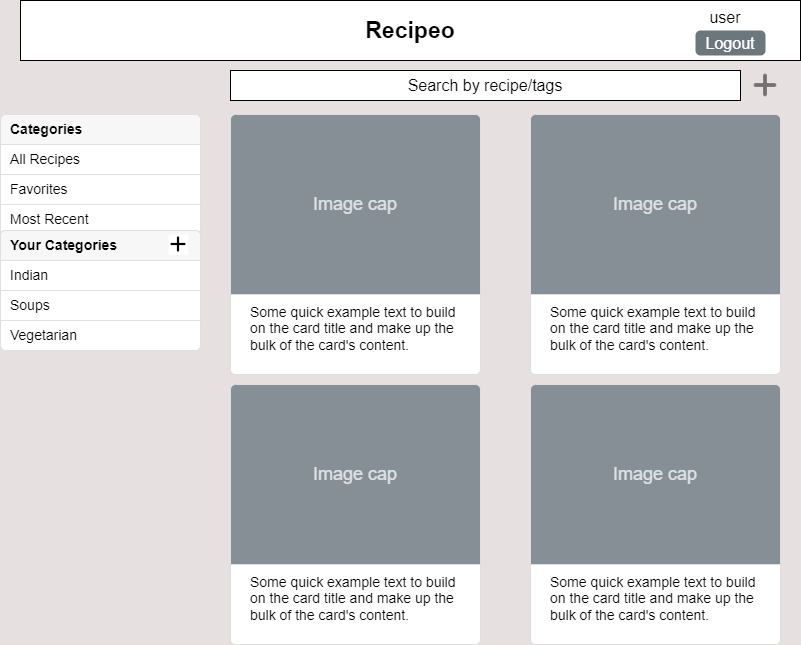 Recipeo
user
Logout
Search by recipe/tags
Categories
All Recipes
Favorites
Most Recent
Your Categories
Indian
Soups
Vegetarian
Image cap
Some quick example text to build
on the card title and make up the
bulk of the card's content.
Image cap
Some quick example text to build
on the card title and make up the
bulk of the card's content.
Image cap
Some quick example text to build
on the card title and make up the
bulk of the card's content.
Image cap
Some quick example text to build
on the card title and make up the
bulk of the card's content.